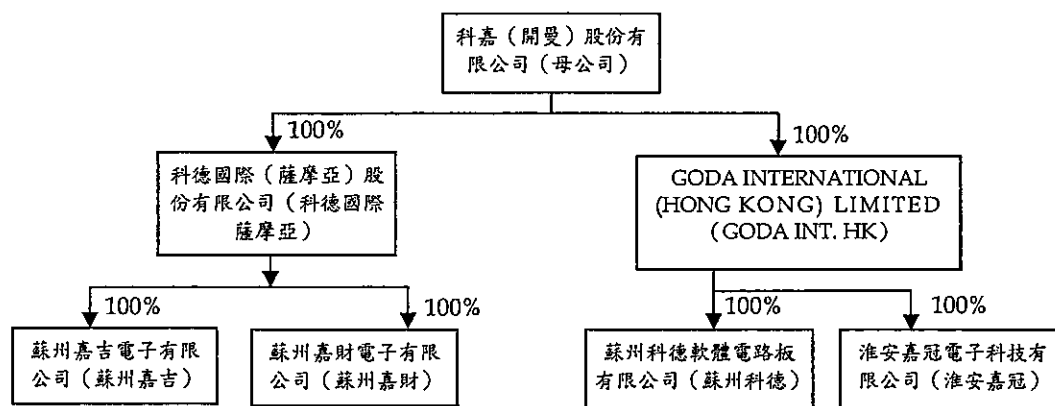 科嘉（開曼）股份有
限公司（母公司）
100%
100%
科德國際（薩摩亞）股
份有限公司（科德國際
薩摩亞）
GODA INTERNATIONAL
(HONG KONG) LIMITED
(GODA INT. HK)
100%
100%
100%
100%
蘇州嘉吉電子有限
公司（蘇州嘉吉）
蘇州嘉財電子有限
公司（蘇州嘉財）
蘇州科德軟體電路板
有限公司（蘇州科德）
淮安嘉冠電子科技有
限公司（淮安嘉冠）